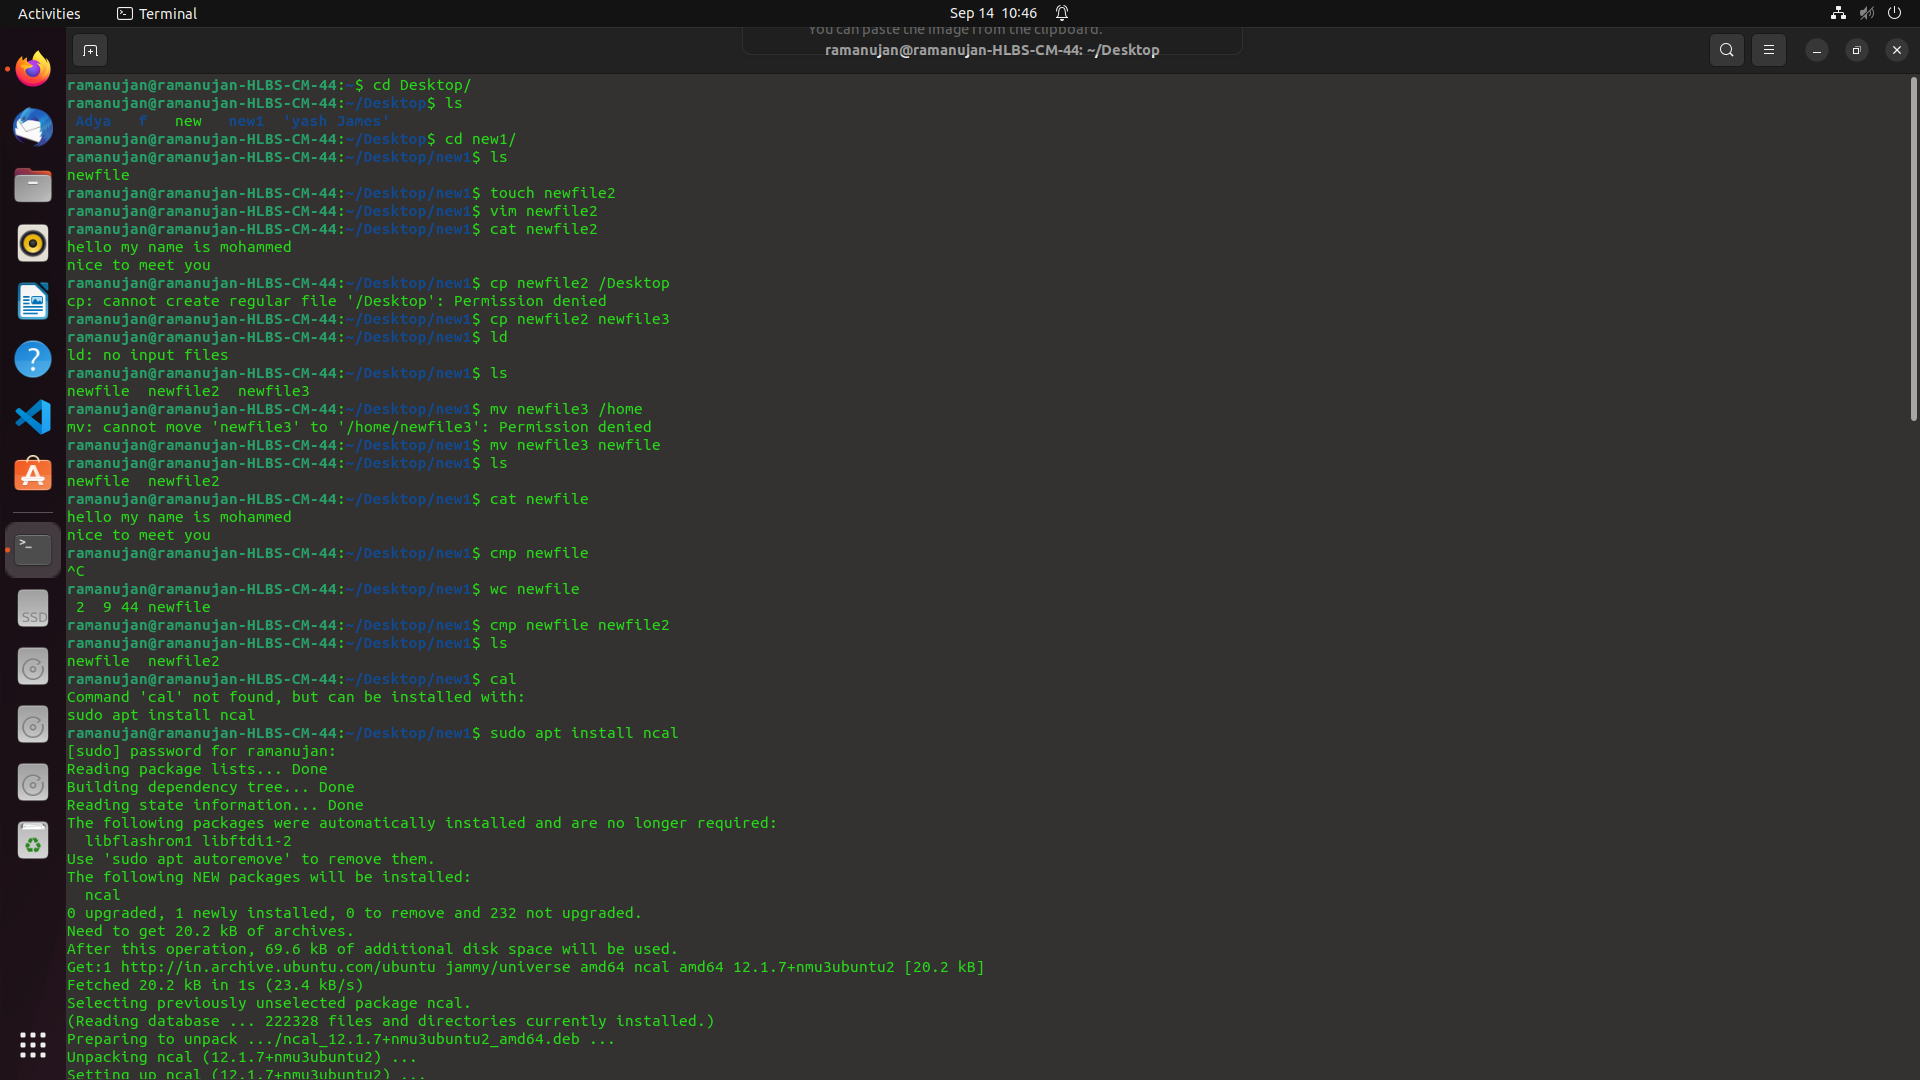 Activities Terminal Sep 14 10:46
You can paste the image from the clipboard.
ramanujan@ramanujan-HLBS-CM-44: ~/Desktop
ramanujan@ramanujan-HLBS-CM-44:~$ cd Desktop/
ramanujan@ramanujan-HLBS-CM-44:~/Desktop$ ls
Adya f new new1 'yash James'
ramanujan@ramanujan-HLBS-CM-44:~/Desktop$ cd new1/
ramanujan@ramanujan-HLBS-CM-44:~/Desktop/new1$ ls
newfile
ramanujan@ramanujan-HLBS-CM-44:~/Desktop/new1$ touch newfile2
ramanujan@ramanujan-HLBS-CM-44:~/Desktop/new1$ vim newfile2
ramanujan@ramanujan-HLBS-CM-44:~/Desktop/new1$ cat newfile2
hello my name is mohammed
nice to meet you
ramanujan@ramanujan-HLBS-CM-44:~/Desktop/new1$ cp newfile2 /Desktop
cp: cannot create regular file '/Desktop': Permission denied
ramanujan@ramanujan-HLBS-CM-44:~/Desktop/new1$ cp newfile2 newfile3
ramanujan@ramanujan-HLBS-CM-44:~/Desktop/new1$ ld
ld: no input files
ramanujan@ramanujan-HLBS-CM-44:~/Desktop/new1$ ls
newfile newfile2 newfile3
ramanujan@ramanujan-HLBS-CM-44:~/Desktop/new1$ mv newfile3 /home
mv: cannot move 'newfile3' to '/home/newfile3': Permission denied
ramanujan@ramanujan-HLBS-CM-44:~/Desktop/new1$ mv newfile3 newfile
ramanujan@ramanujan-HLBS-CM-44:~/Desktop/new1$ ls
newfile newfile2
ramanujan@ramanujan-HLBS-CM-44:~/Desktop/new1$ cat newfile
hello my name is mohammed
nice to meet you
ramanujan@ramanujan-HLBS-CM-44:~/Desktop/new1$ cmp newfile
^C
ramanujan@ramanujan-HLBS-CM-44:~/Desktop/new1$ wc newfile
2 9 44 newfile
ramanujan@ramanujan-HLBS-CM-44:~/Desktop/new1$ cmp newfile newfile2
ramanujan@ramanujan-HLBS-CM-44:~/Desktop/new1$ ls
newfile newfile2
ramanujan@ramanujan-HLBS-CM-44:~/Desktop/new1$ cal
Command 'cal' not found, but can be installed with:
sudo apt install ncal
ramanujan@ramanujan-HLBS-CM-44:~/Desktop/new1$ sudo apt install ncal
[sudo] password for ramanujan:
Reading package lists... Done
Building dependency tree... Done
Reading state information... Done
The following packages were automatically installed and are no longer required:
libflashrom1 libftdi1-2
Use 'sudo apt autoremove' to remove them.
The following NEW packages will be installed:
ncal
0 upgraded, 1 newly installed, 0 to remove and 232 not upgraded.
Need to get 20.2 kB of archives.
After this operation, 69.6 kB of additional disk space will be used.
Get:1 http://in.archive.ubuntu.com/ubuntu jammy/universe amd64 ncal amd64 12.1.7+nmu3ubuntu2 [20.2 kB]
Fetched 20.2 kB in 1s (23.4 kB/s)
Selecting previously unselected package ncal.
(Reading database ... 222328 files and directories currently installed.)
Preparing to unpack .../ncal_12.1.7+nmu3ubuntu2_amd64.deb ...
Unpacking ncal (12.1.7+nmu3ubuntu2) ...
Setting up ncal (12.1.7+nmu3ubuntu2) ...
SSD